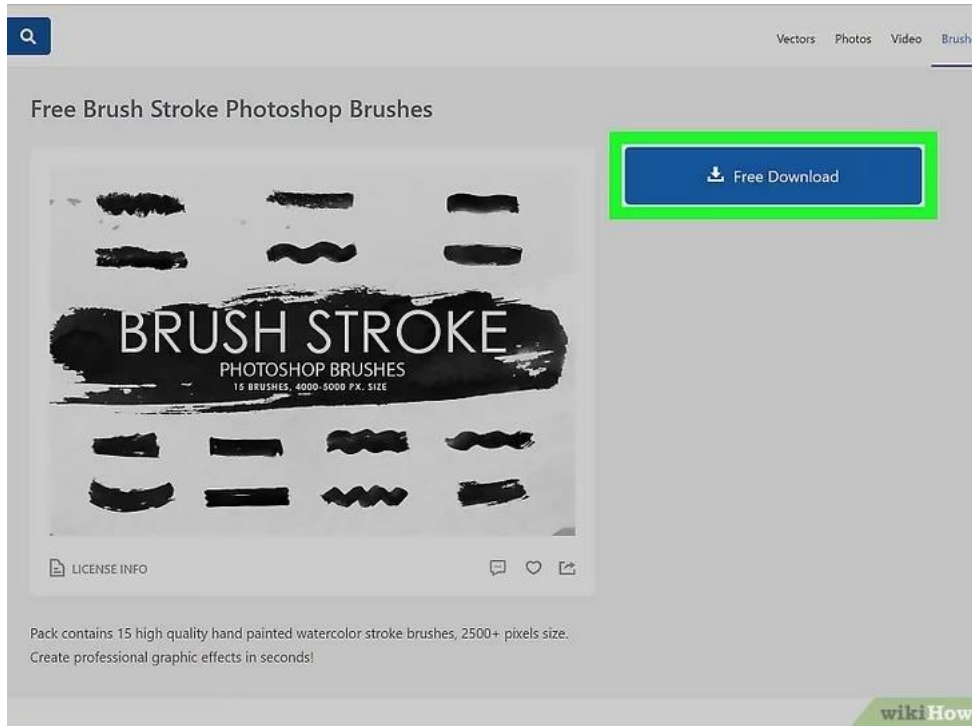 Vectors Photos Video Brush
Free Brush Stroke Photoshop Brushes
Free Download
BRUSH STROKE
PHOTOSHOP BRUSHES
15 BRUSHES, 4000-5000 PX. SIZE
LICENSE INFO
Pack contains 15 high quality hand painted watercolor stroke brushes, 2500+ pixels size.
Create professional graphic effects in seconds!
wikiHow